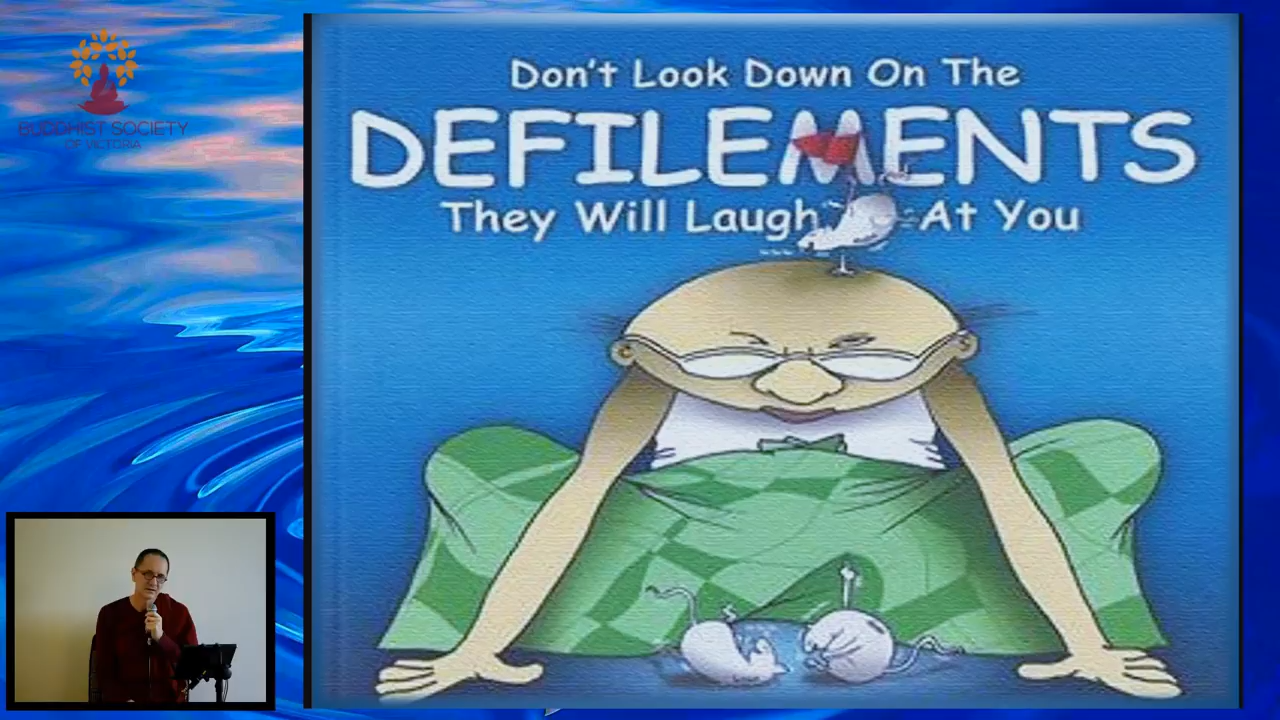 BUDDHIST SOCIETY
OF VICTORIA
Don't Look Down On The
DEFILEMENTS
They Will Laugh At You